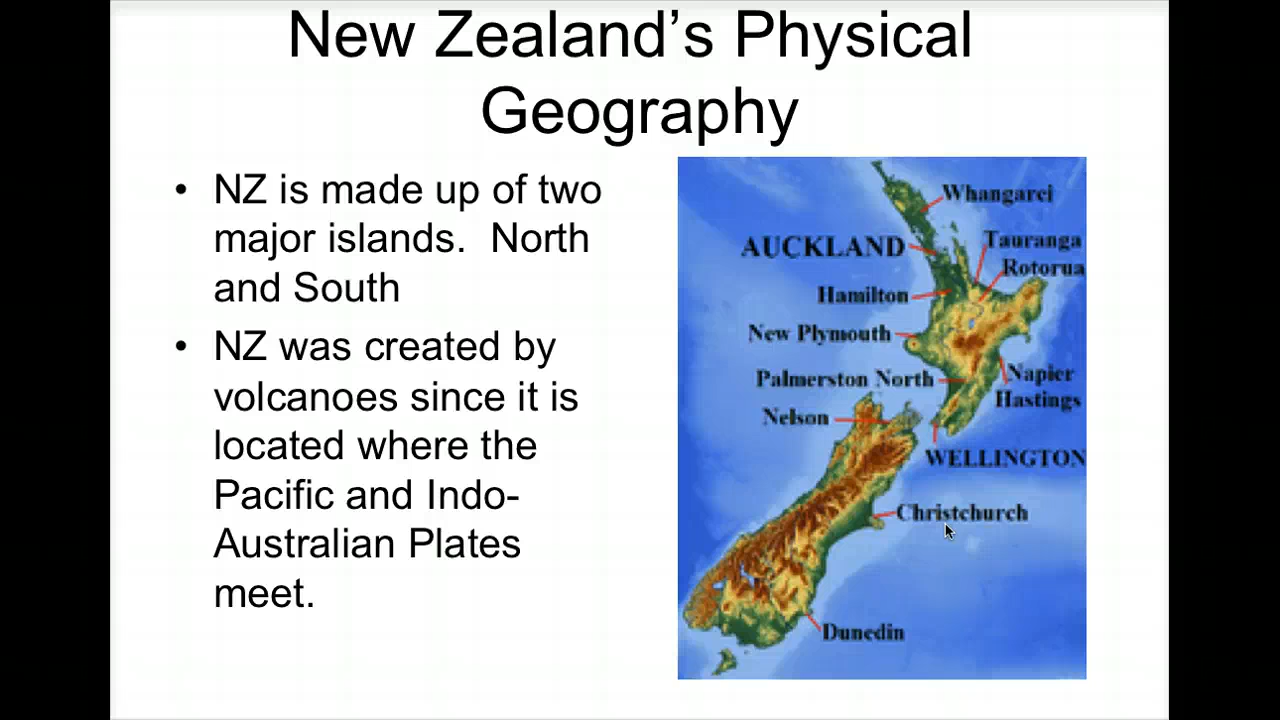 New Zealand’s Physical
Geography
• NZ is made up of two
major islands.  North
and South
• NZ was created by
volcanoes since it is
located where the
Pacific and Indo-
Australian Plates
meet.
Whangarei
AUCKLAND
Tauranga
Rotorua
Hamilton
New Plymouth
Palmerston North
Napier
Hastings
Nelson
WELLINGTON
Christchurch
Dunedin